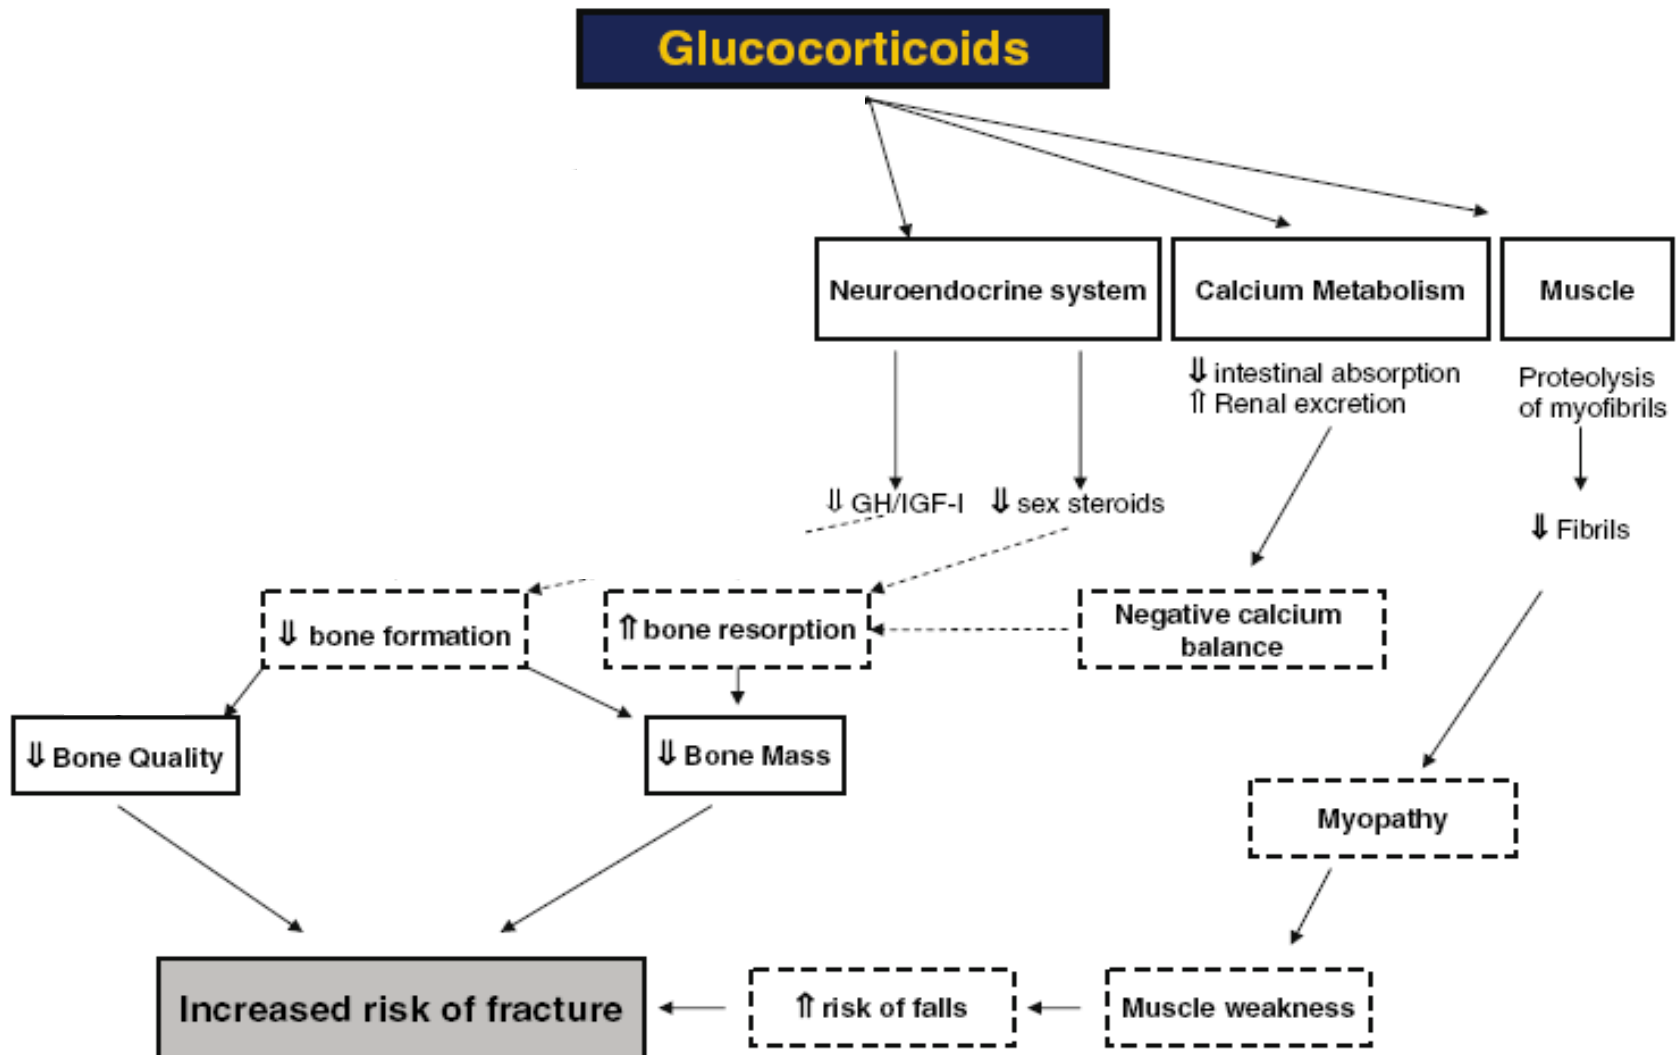 Glucocorticoids
Neuroendocrine system
Calcium Metabolism
Muscle
⇓ intestinal absorption
⇑ Renal excretion
Proteolysis
of myofibrils
⇓ GH/IGF-I
⇓ sex steroids
⇓ Fibrils
⇓ bone formation
⇑ bone resorption
Negative calcium
balance
⇓ Bone Quality
⇓ Bone Mass
Myopathy
Increased risk of fracture
⇑ risk of falls
Muscle weakness